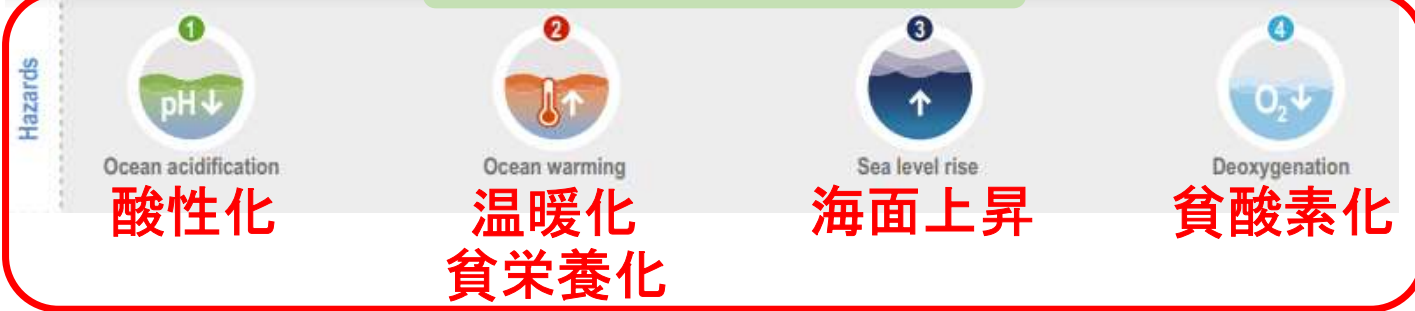 Hazards
1
2
3
4
pH↓
↑
↑
O₂↓
Ocean acidification
Ocean warming
Sea level rise
Deoxygenation
酸性化
温暖化
海面上昇
貧酸素化
貧栄養化